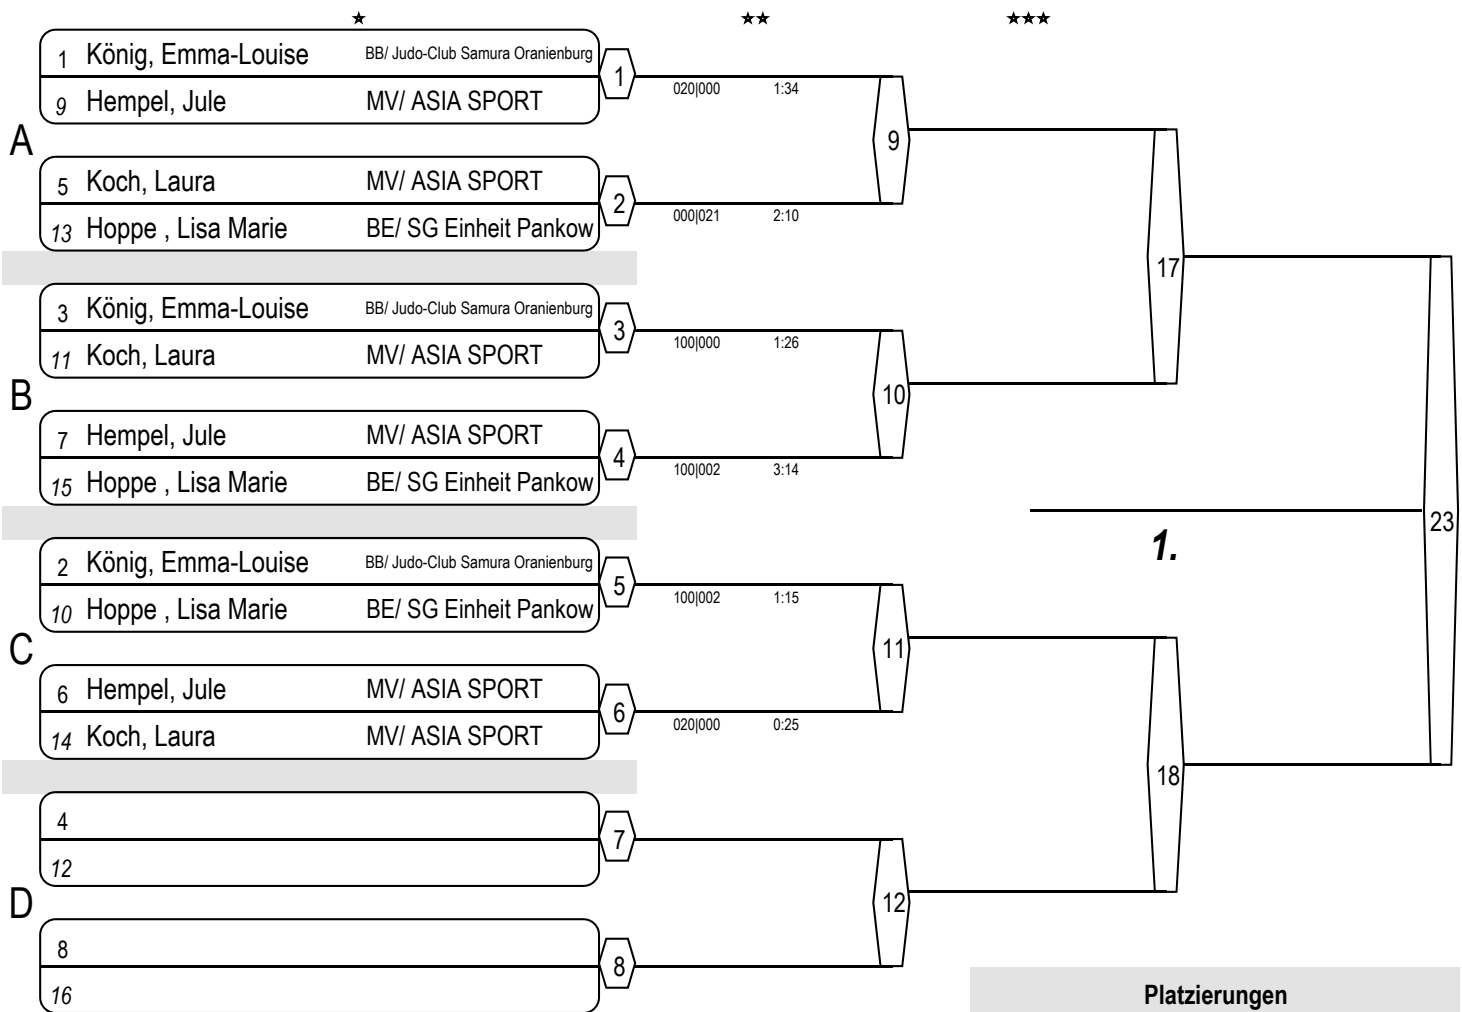 ★ ★★ ★★★
1 König, Emma-Louise BB/ Judo-Club Samura Oranienburg
1
020|000 1:34
9 Hempel, Jule MV/ ASIA SPORT
A
9
5 Koch, Laura MV/ ASIA SPORT
2
000|021 2:10
13 Hoppe , Lisa Marie BE/ SG Einheit Pankow
17
3 König, Emma-Louise BB/ Judo-Club Samura Oranienburg
3
100|000 1:26
11 Koch, Laura MV/ ASIA SPORT
B
10
7 Hempel, Jule MV/ ASIA SPORT
4
100|002 3:14
15 Hoppe , Lisa Marie BE/ SG Einheit Pankow
23
1.
2 König, Emma-Louise BB/ Judo-Club Samura Oranienburg
5
100|002 1:15
10 Hoppe , Lisa Marie BE/ SG Einheit Pankow
C
11
6 Hempel, Jule MV/ ASIA SPORT
6
020|000 0:25
14 Koch, Laura MV/ ASIA SPORT
18
4
7
12
D
12
8
8
16
Platzierungen